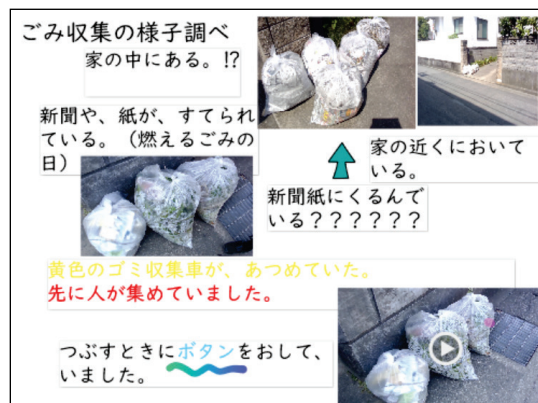 ごみ収集の様子調べ
家の中にある。⁉
新聞や、紙が、すてられ
ている。（燃えるごみの
日）
家の近くにおいて
いる。
新聞紙にくるんで
いる？？？？？？
黄色のゴミ収集車が、あつめていた。
先に人が集めていました。
つぶすときにボタンをおして、
いました。